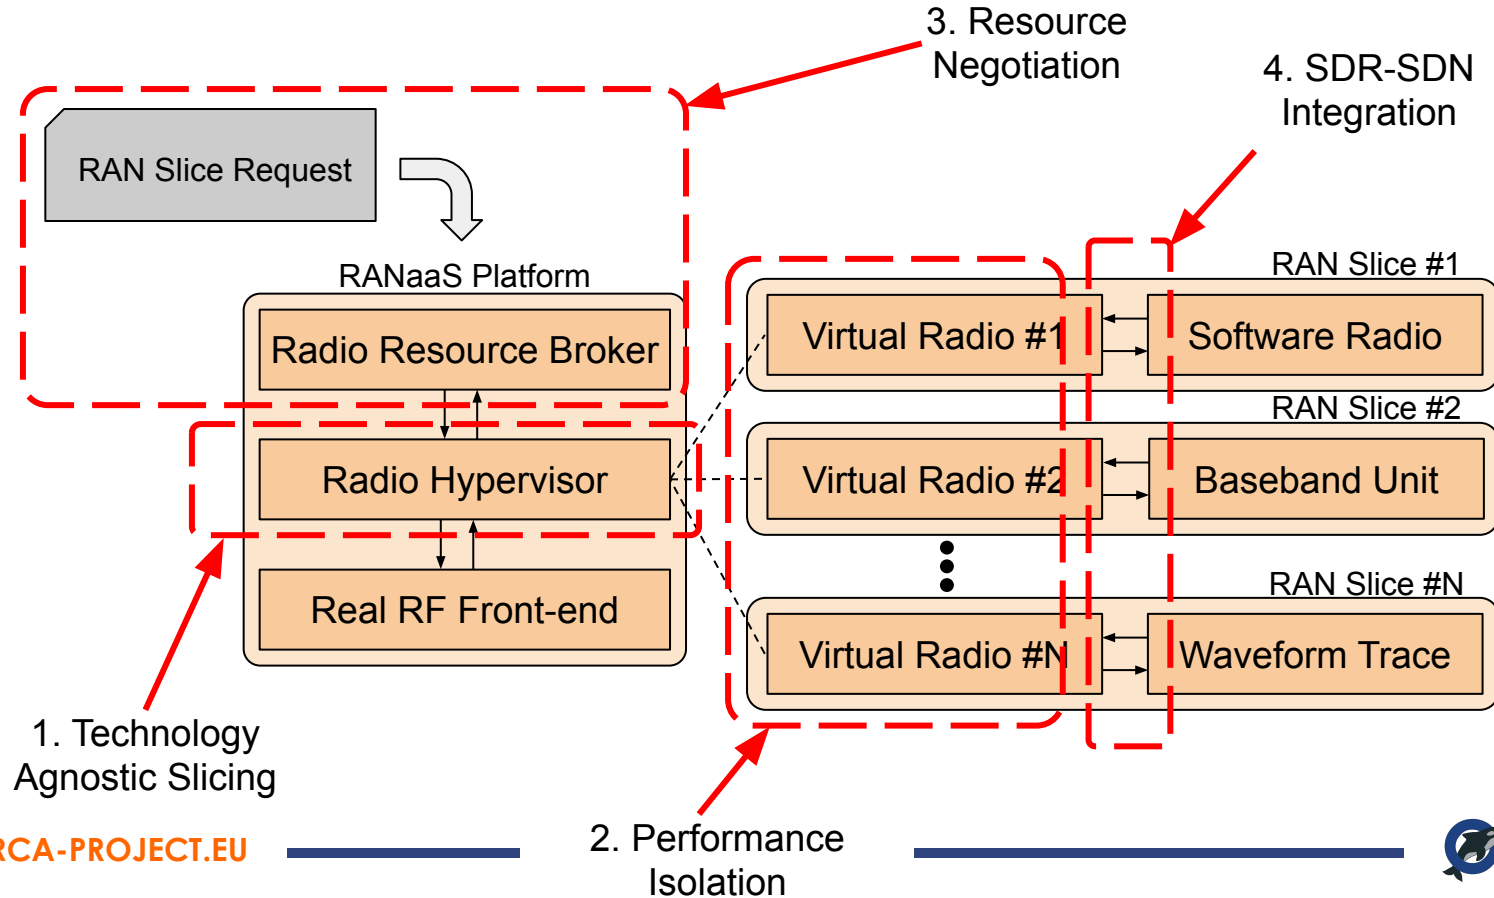 3. Resource
Negotiation
4. SDR-SDN
Integration
RAN Slice Request
RANaaS Platform
Radio Resource Broker
Radio Hypervisor
Real RF Front-end
RAN Slice #1
Virtual Radio #1
Software Radio
RAN Slice #2
Virtual Radio #2
Baseband Unit
RAN Slice #N
Virtual Radio #N
Waveform Trace
1. Technology
Agnostic Slicing
2. Performance
Isolation
RCA-PROJECT.EU